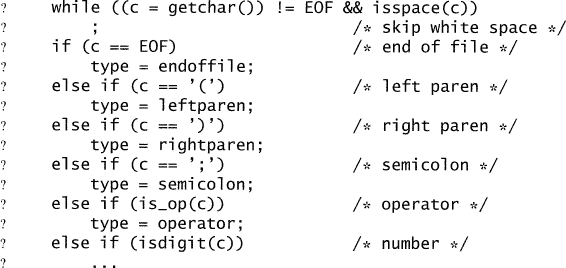 ?     while ((c = getchar()) != EOF && isspace(c))
?         ;                          /* skip white space */
?     if (c == EOF)                  /* end of file */
?         type = endoffile;
?     else if (c == '(')             /* left paren */
?         type = leftparen;
?     else if (c == ')')             /* right paren */
?         type = rightparen;
?     else if (c == ';')             /* semicolon */
?         type = semicolon;
?     else if (is_op(c))             /* operator */
?         type = operator;
?     else if (isdigit(c))           /* number */
?         ...